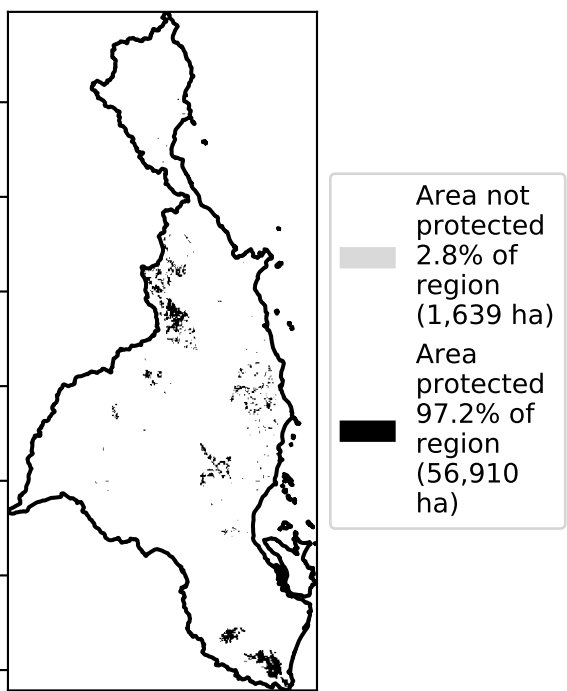 Area not
protected
2.8% of
region
(1,639 ha)
Area
protected
97.2% of
region
(56,910
ha)